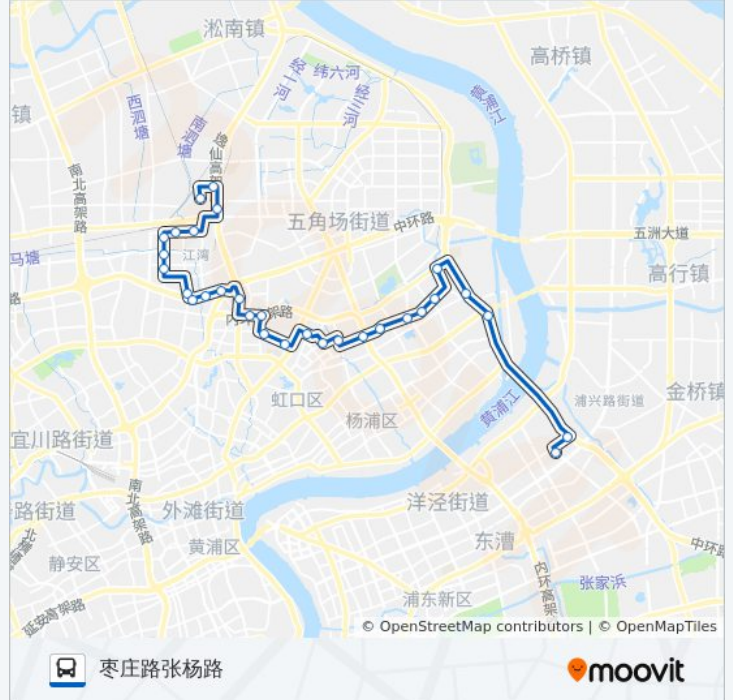 淞南镇
高桥镇
纬六河
经一河
经三河
黄浦江
西泗塘
南泗塘
镇
逸仙高架
南北高架路
五角场街道
中环路
五洲大道
马塘
江湾
高行镇
路
架路
虹口区
浦兴路街道
金桥镇
杨浦区
黄浦江
宜川路街道
南北高架路
路街道
外滩街道
洋泾街道
黄浦区
东漕
中环路
静安区
内环高架
张家浜
浦东新区
延安高架路
© OpenStreetMap contributors | © OpenMapTiles
枣庄路张杨路
moovit